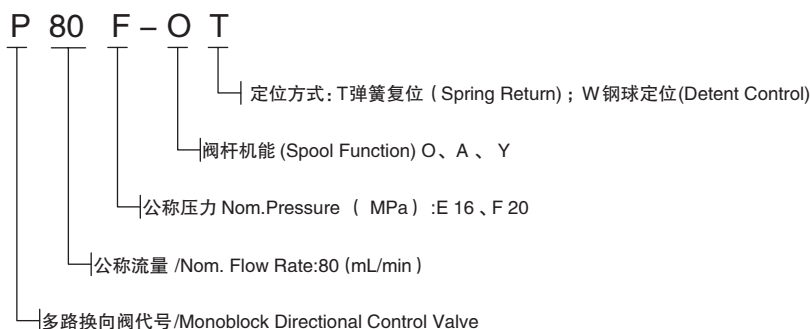 P 80 F – O T
定位方式：T弹簧复位（Spring Return）；W钢球定位(Detent Control)
阀杆机能 (Spool Function) O、A 、 Y
公称压力 Nom.Pressure （ MPa） :E 16 、F 20
公称流量 /Nom. Flow Rate:80 (mL/min)
多路换向阀代号/Monoblock Directional Control Valve